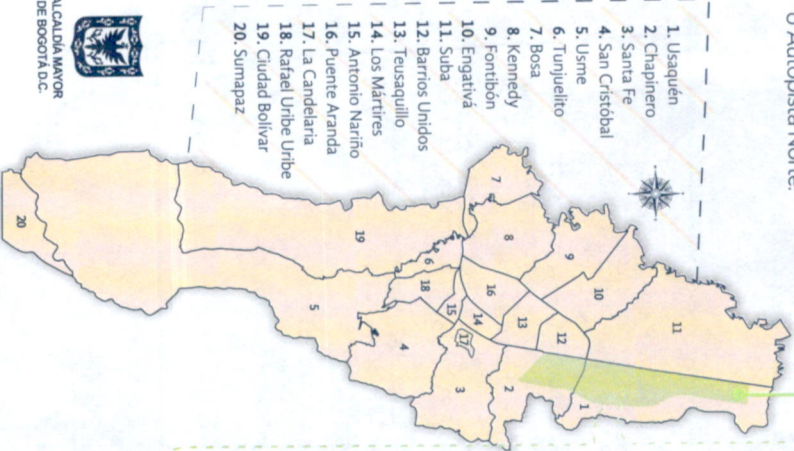 o Autopista Norte.
1. Usaquén
2. Chapinero
3. Santa Fe
4. San Cristóbal
5. Usme
6. Tunjuelito
7. Bosa
8. Kennedy
9. Fontibón
10. Engativá
11. Suba
12. Barrios Unidos
13. Teusaquillo
14. Los Mártires
15. Antonio Nariño
16. Puente Aranda
17. La Candelaria
18. Rafael Uribe Uribe
19. Ciudad Bolívar
20. Sumapaz
11
1
10
9
12
13
2
8
16
14
17
3
7
15
6
18
4
19
5
20
ALCALDÍA MAYOR
DE BOGOTÁ D.C.